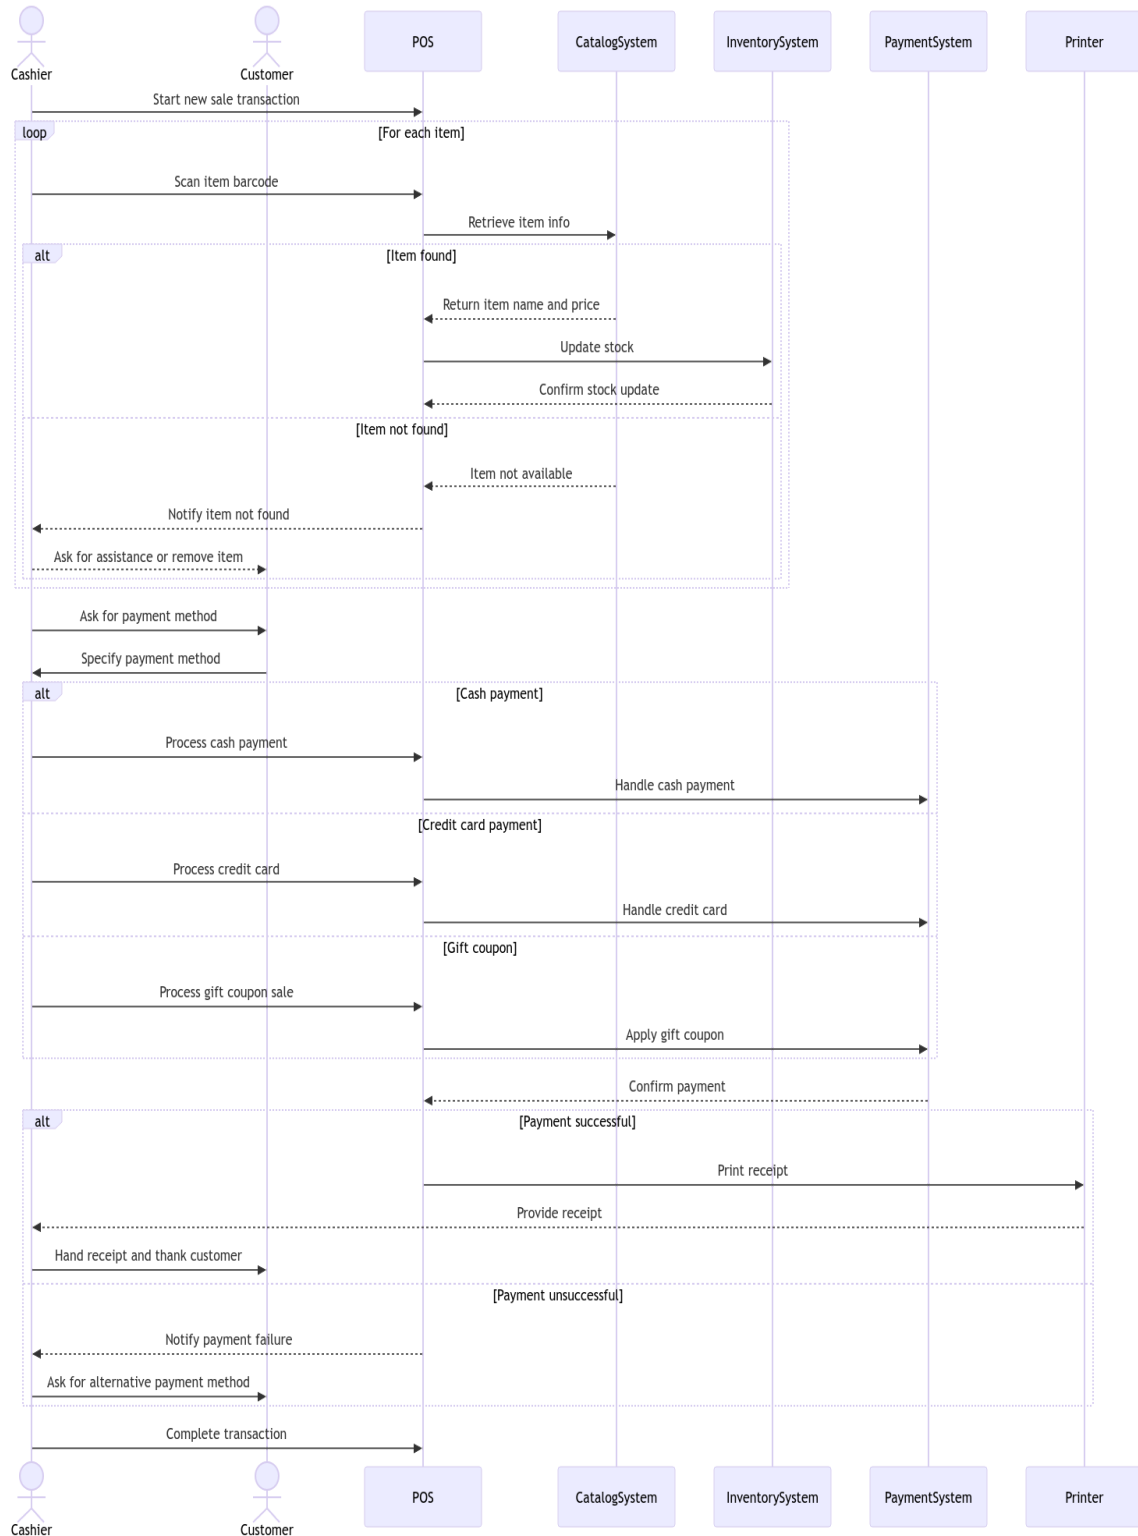 Cashier
Customer
POS
CatalogSystem
InventorySystem
PaymentSystem
Printer
Start new sale transaction
loop
[For each item]
Scan item barcode
Retrieve item info
alt
[Item found]
Return item name and price
Update stock
Confirm stock update
[Item not found]
Item not available
Notify item not found
Ask for assistance or remove item
Ask for payment method
Specify payment method
alt
[Cash payment]
Process cash payment
Handle cash payment
[Credit card payment]
Process credit card
Handle credit card
[Gift coupon]
Process gift coupon sale
Apply gift coupon
Confirm payment
alt
[Payment successful]
Print receipt
Provide receipt
Hand receipt and thank customer
[Payment unsuccessful]
Notify payment failure
Ask for alternative payment method
Complete transaction
Cashier
Customer
POS
CatalogSystem
InventorySystem
PaymentSystem
Printer